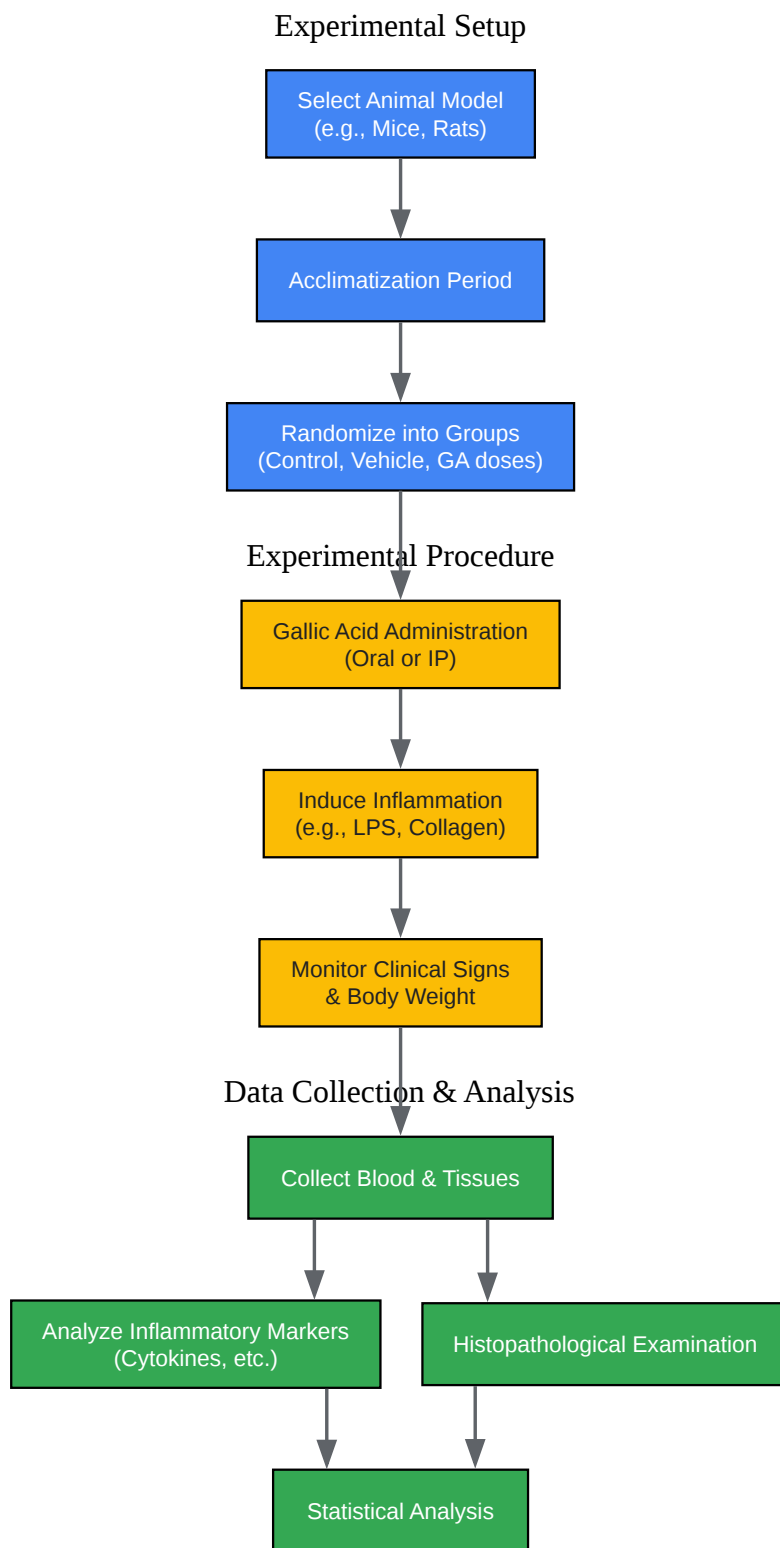 Experimental Setup
Select Animal Model
(e.g., Mice, Rats)
Acclimatization Period
Randomize into Groups
(Control, Vehicle, GA doses)
Experimental Procedure
Gallic Acid Administration
(Oral or IP)
Induce Inflammation
(e.g., LPS, Collagen)
Monitor Clinical Signs
& Body Weight
Data Collection & Analysis
Collect Blood & Tissues
Analyze Inflammatory Markers
(Cytokines, etc.)
Histopathological Examination
Statistical Analysis